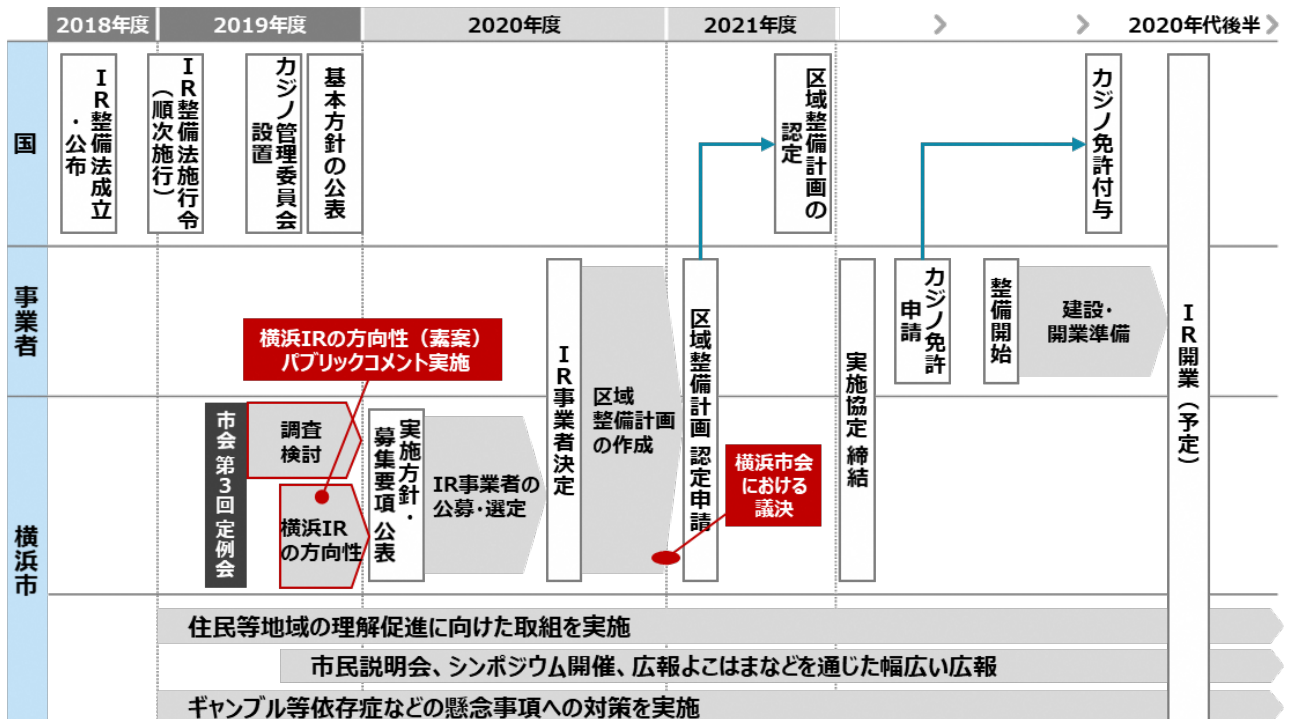 2018年度
2019年度
2020年度
2021年度
2020年代後半
国
IR整備法成立
・公布
IR整備法施行令
(順次施行)
カジノ管理委員会
設置
基本方針の公表
区域整備計画の
認定
カジノ免許付与
事業者
横浜IRの方向性(素案)
パブリックコメント実施
IR事業者決定
区域
整備計画
の作成
区域整備計画 認定申請
実施協定 締結
カジノ免許
申請
整備開始
建設・
開業準備
IR開業(予定)
横浜市
市会 第3回 定例会
調査
検討
横浜IR
の方向性
実施方針・
募集要項 公表
IR事業者の
公募・選定
横浜市会
における
議決
住民等地域の理解促進に向けた取組を実施
市民説明会、シンポジウム開催、広報よこはまなどを通じた幅広い広報
ギャンブル等依存症などの懸念事項への対策を実施